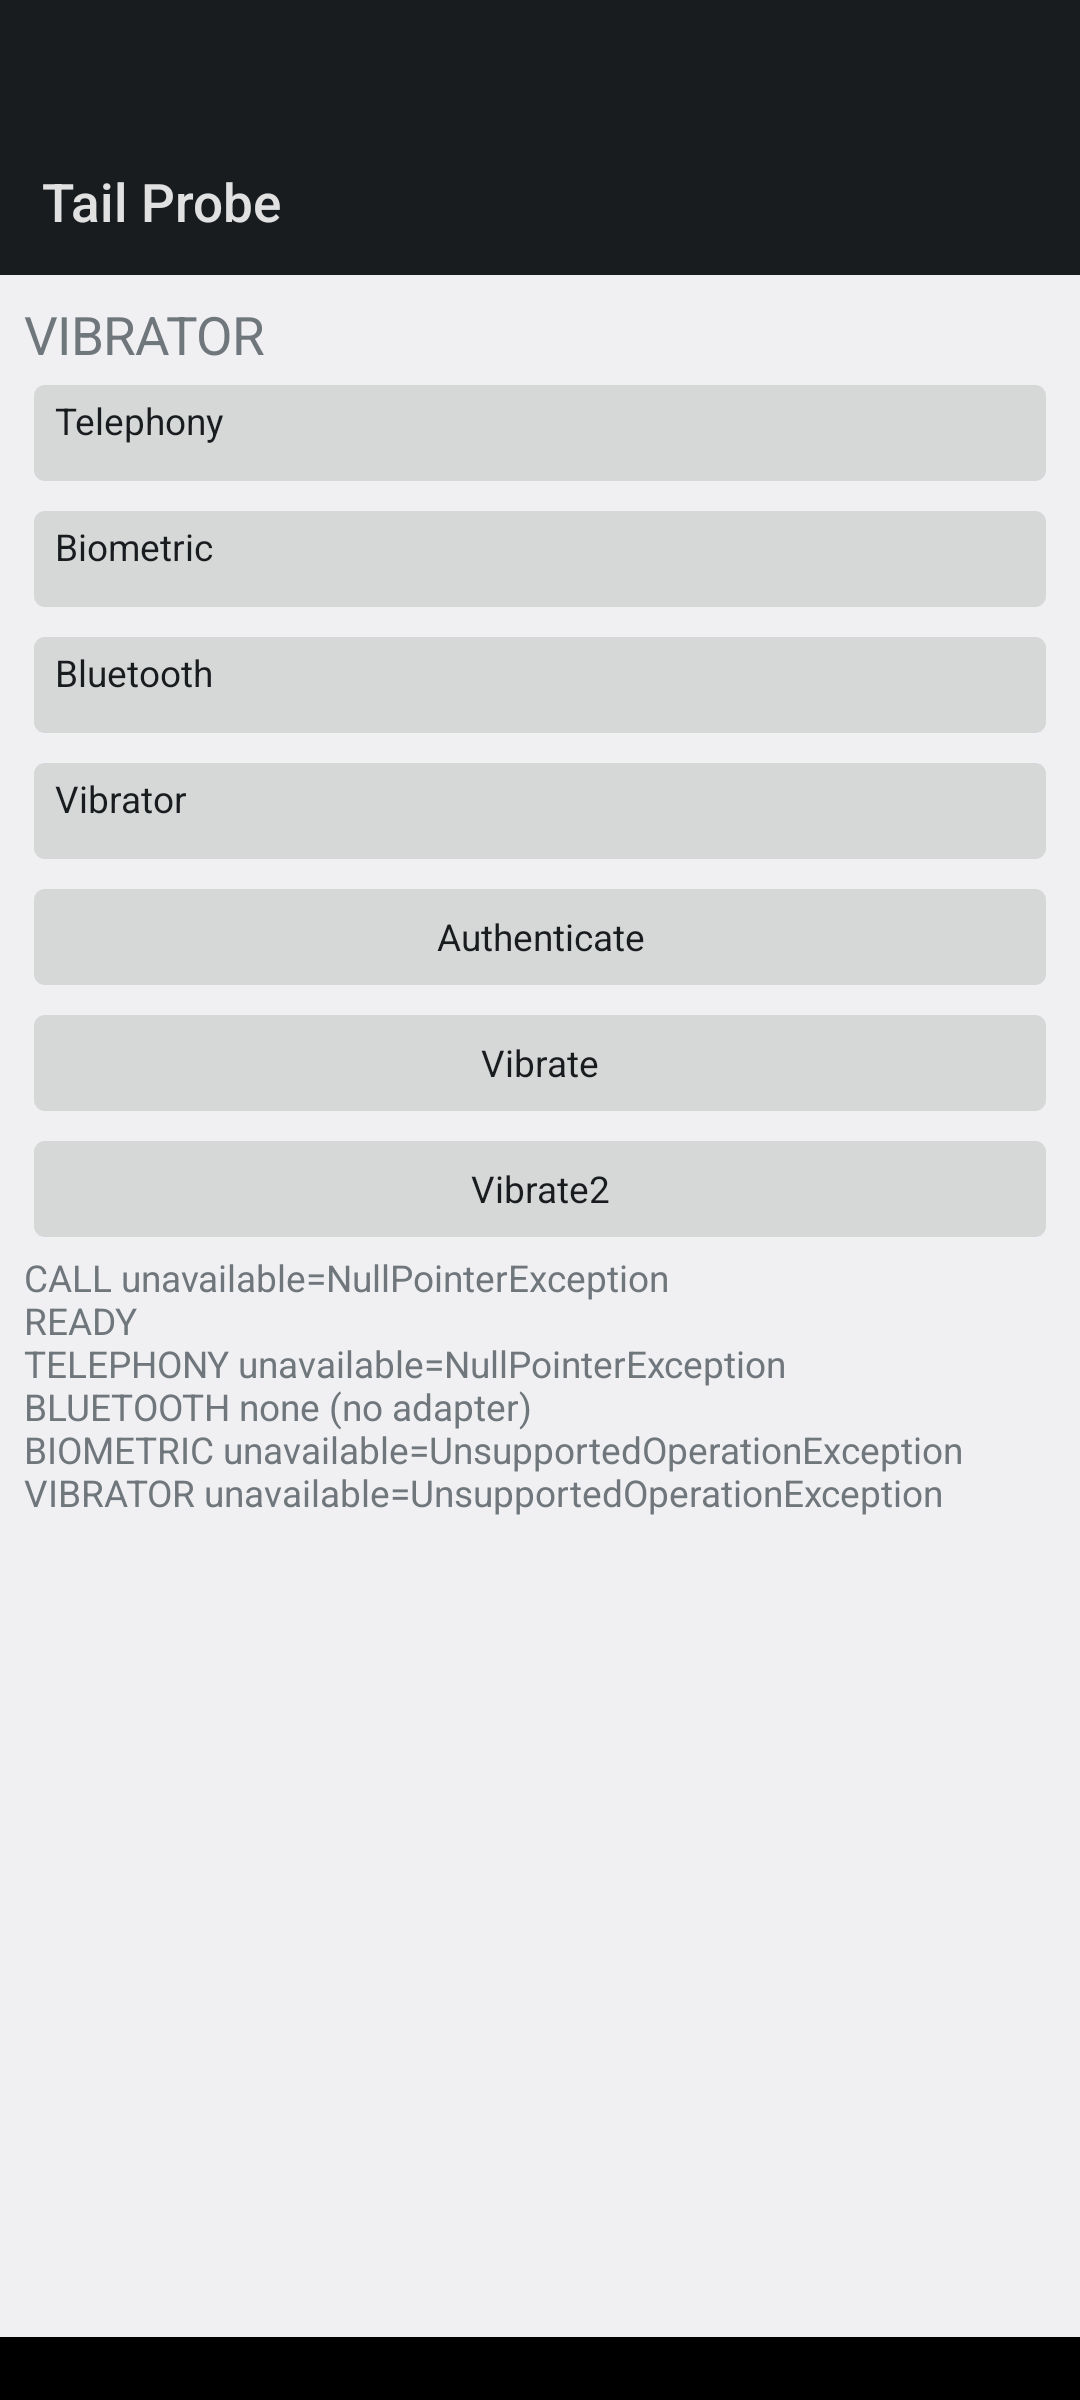 Tail Probe
VIBRATOR
Telephony
Biometric
Bluetooth
Vibrator
Authenticate
Vibrate
Vibrate2
CALL unavailable=NullPointerException
READY
TELEPHONY unavailable=NullPointerException
BLUETOOTH none (no adapter)
BIOMETRIC unavailable=UnsupportedOperationException
VIBRATOR unavailable=UnsupportedOperationException